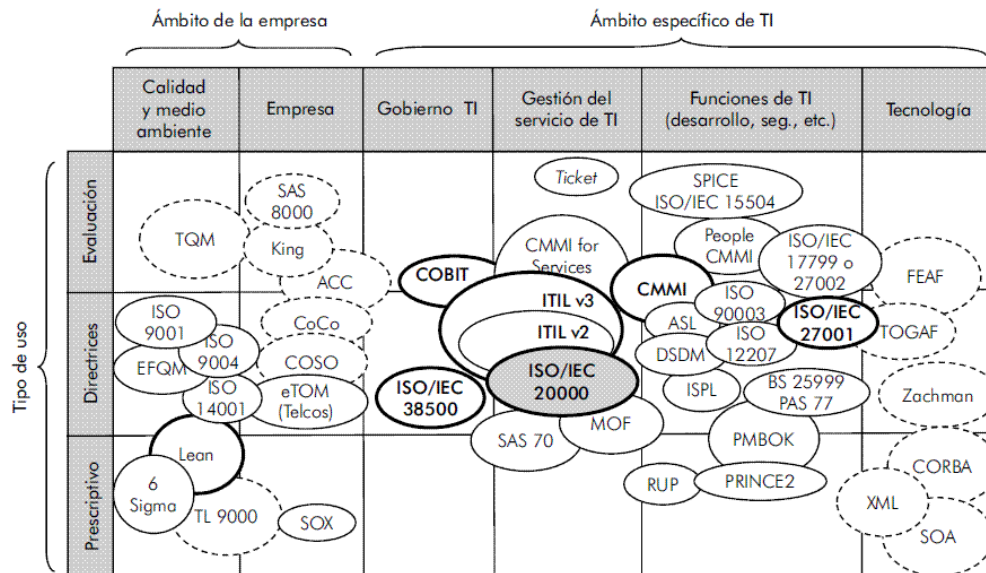 Ámbito de la empresa
Ámbito específico de TI
Calidad
y medio
ambiente
Empresa
Gobierno TI
Gestión del
servicio de TI
Funciones de TI
(desarrollo, seg., etc.)
Tecnología
Tipo de uso
Evaluación
TQM
SAS
8000
King
ACC
COBIT
Ticket
CMMI for
Services
SPICE
ISO/IEC 15504
People
CMMI
ISO/IEC
17799 o
27002
CMMI
FEAF
Directrices
ISO
9001
EFQM
ISO
9004
ISO
14001
CoCo
COSO
eTOM
(Telcos)
ISO/IEC
38500
ITIL v3
ITIL v2
ISO/IEC
20000
MOF
SAS 70
ASL
ISO
90003
ISO
12207
ISO/IEC
27001
DSDM
ISPL
BS 25999
PAS 77
TOGAF
Zachman
Prescriptivo
Lean
6
Sigma
TL 9000
SOX
PMBOK
RUP
PRINCE2
CORBA
XML
SOA